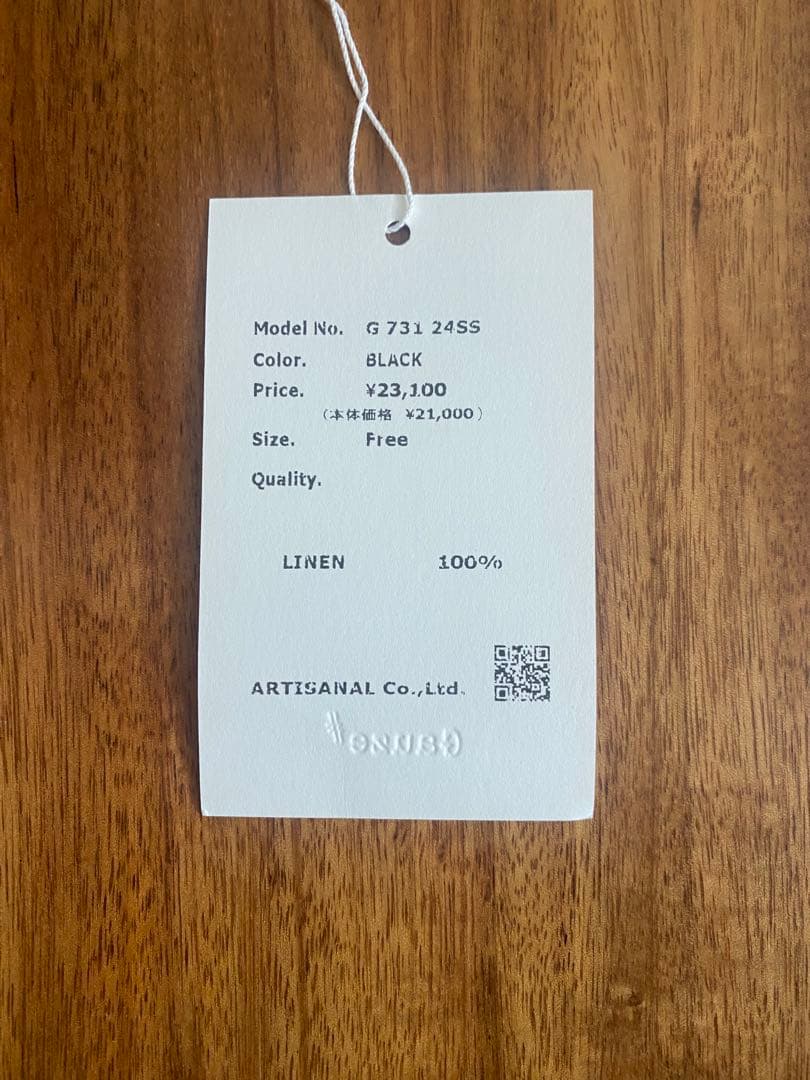 Model No. G 731 24SS
Color. BLACK
Price. ¥23,100
(本体価格 ¥21,000)
Size. Free
Quality.
LINEN 100%
ARTISANAL Co.,Ltd.
Gauze#